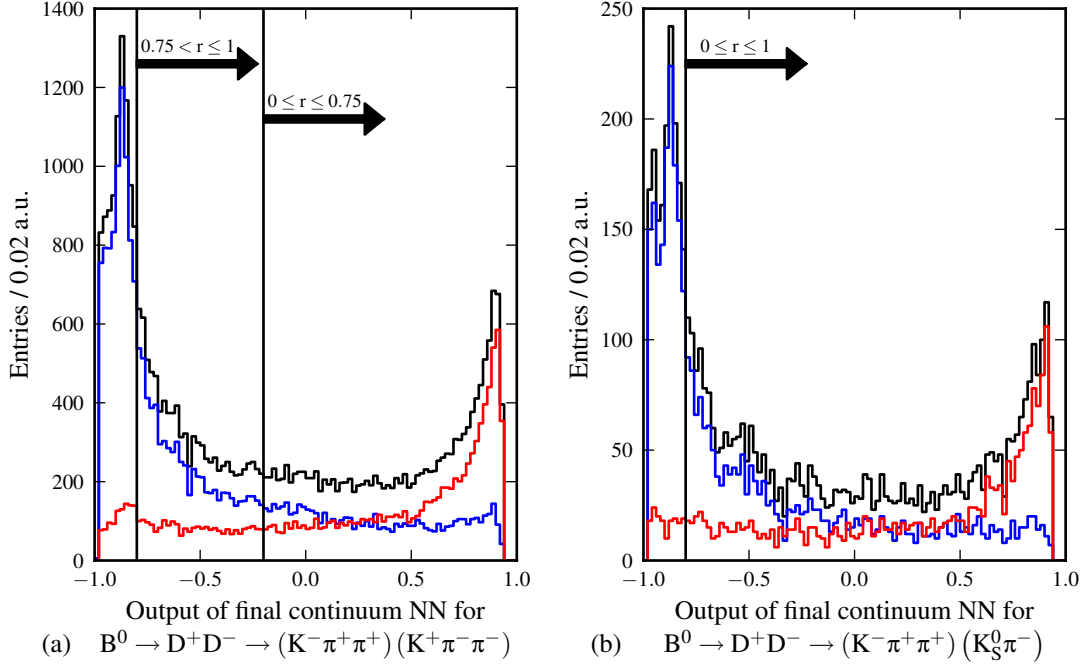 1400
1200
1000
800
600
400
200
0
Entries / 0.02 a.u.
0.75 < r ≤ 1
0 ≤ r ≤ 0.75
−1.0 −0.5 0.0 0.5 1.0
Output of final continuum NN for
(a) B⁰ → D⁺D⁻ → (K⁻π⁺π⁺) (K⁺π⁻π⁻)
250
200
150
100
50
0
Entries / 0.02 a.u.
0 ≤ r ≤ 1
−1.0 −0.5 0.0 0.5 1.0
Output of final continuum NN for
(b) B⁰ → D⁺D⁻ → (K⁻π⁺π⁺) (K⁰_Sπ⁻)